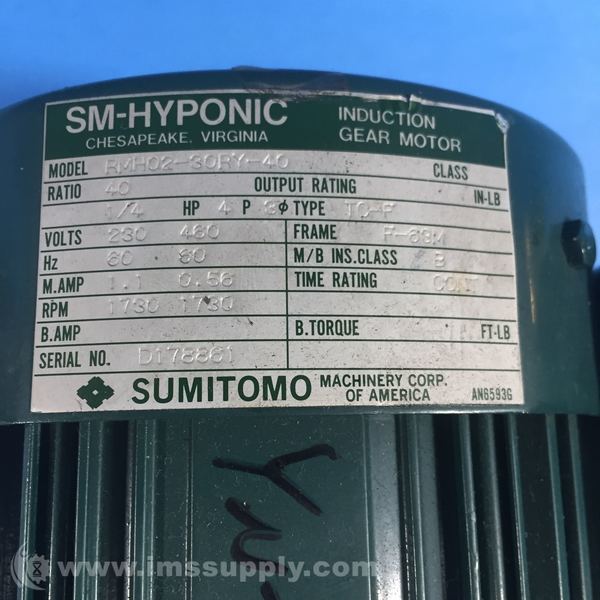 SM-HYPONIC INDUCTION
CHESAPEAKE, VIRGINIA GEAR MOTOR
MODEL RMH02-30RY-40 CLASS
RATIO 40 OUTPUT RATING IN-LB
1/4 HP 4 P 3Φ TYPE TC-F
VOLTS 230 460 FRAME F-63M
Hz 60 60 M/B INS.CLASS B
M.AMP 1.1 0.56 TIME RATING CONT
RPM 1730 1730
B.AMP B.TORQUE FT-LB
SERIAL NO. D178861
SUMITOMO MACHINERY CORP. OF AMERICA AN6593G
www.imssupply.com